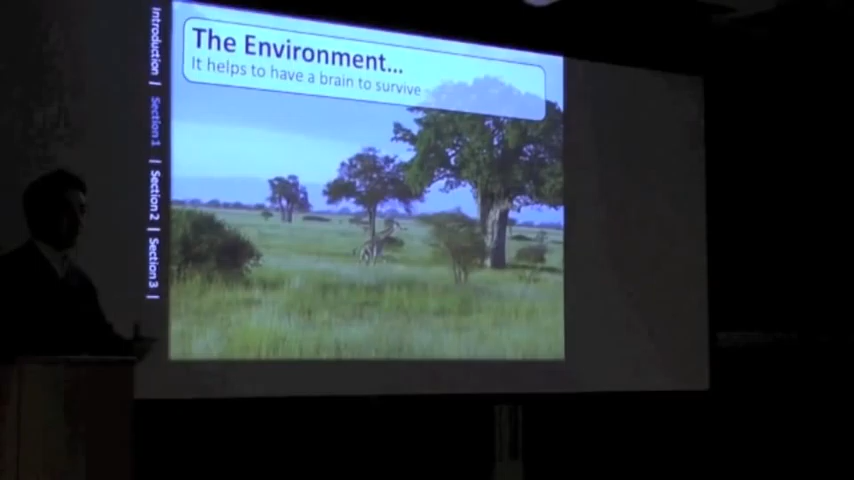 The Environment...
It helps to have a brain to survive
Introduction | Section 1 | Section 2 | Section 3 |